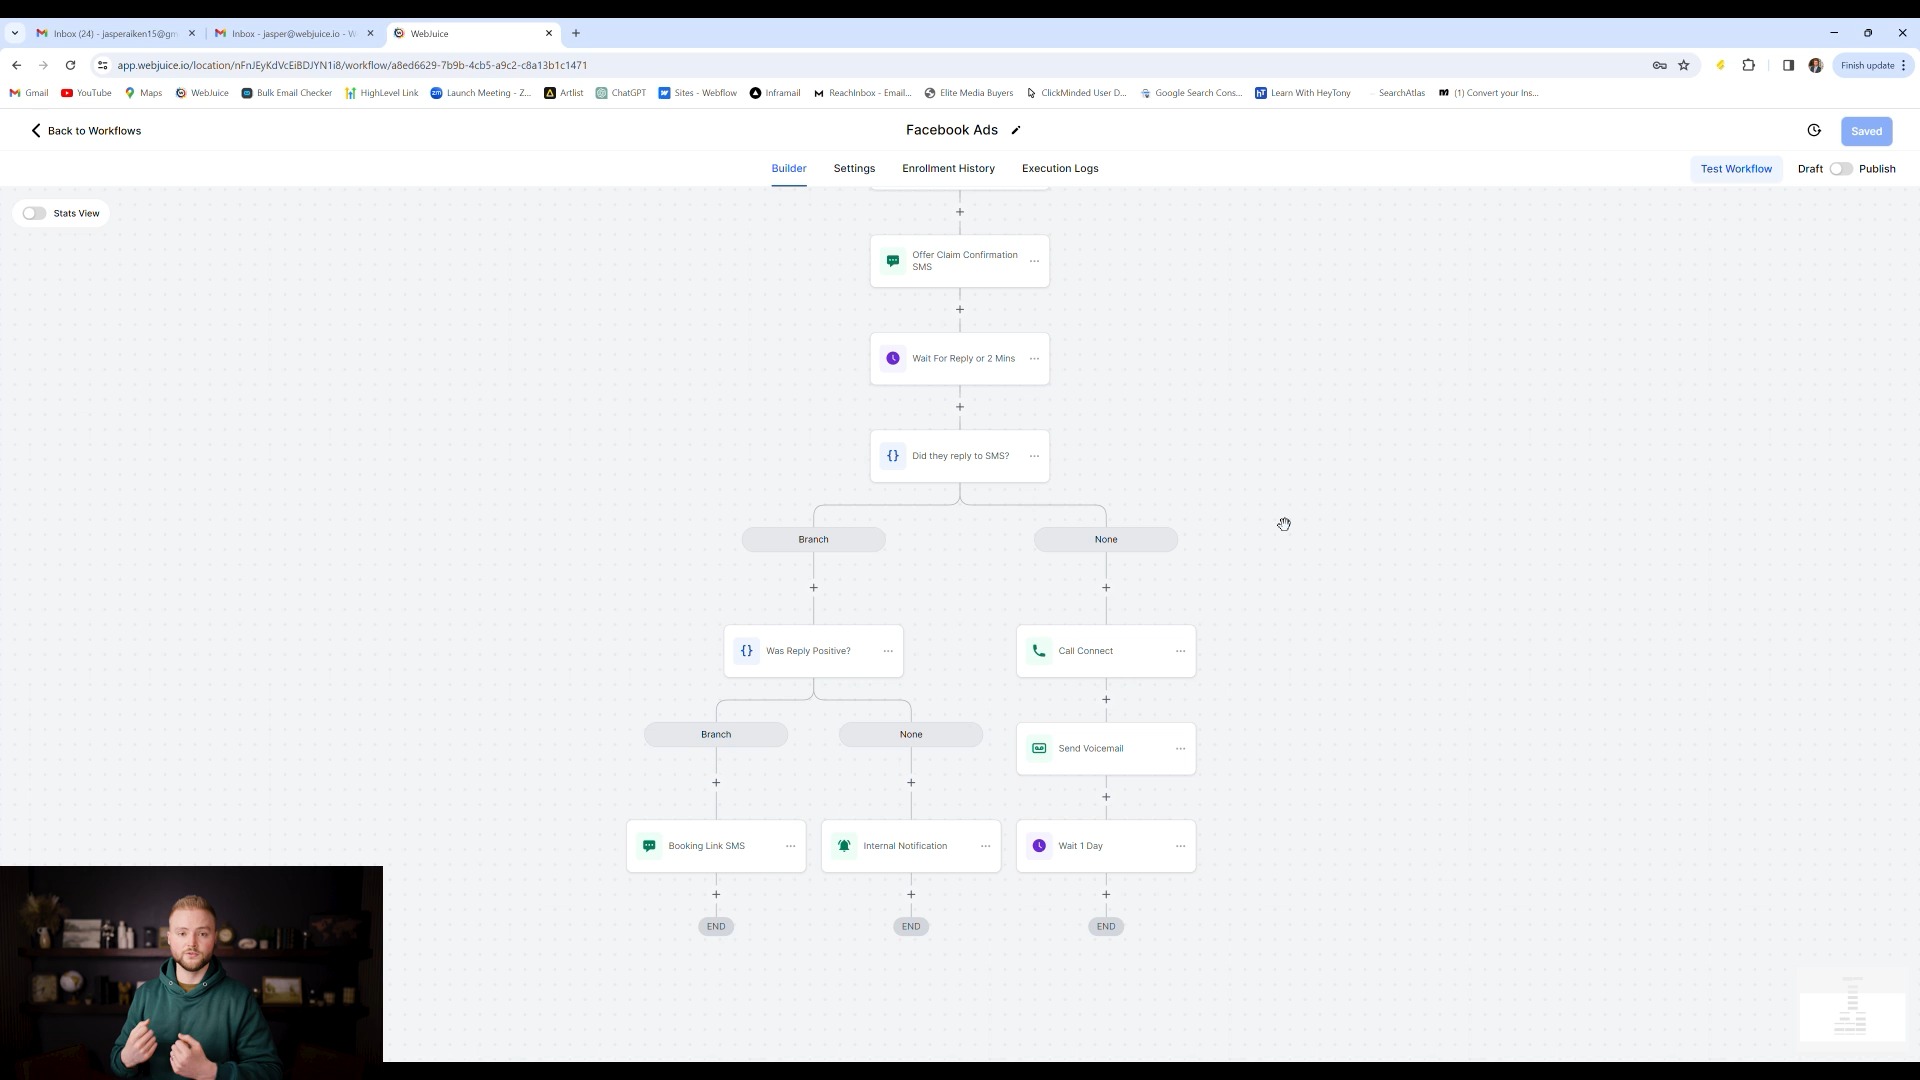 Inbox (24) - jasperaiken15@gm
Inbox - jasper@webjuice.io - W
WebJuice
app.webjuice.io/location/nFnJEyKdVcEiBDJYN1i8/workflow/a8ed6629-7b9b-4cb5-a9c2-c8a13b1c1471
Finish update
Gmail
YouTube
Maps
WebJuice
Bulk Email Checker
HighLevel Link
Launch Meeting - Z...
Artlist
ChatGPT
Sites - Webflow
Inframail
ReachInbox - Email...
Elite Media Buyers
ClickMinded User D...
Google Search Cons...
Learn With HeyTony
SearchAtlas
(1) Convert your Ins...
Back to Workflows
Facebook Ads
Saved
Builder
Settings
Enrollment History
Execution Logs
Test Workflow
Draft
Publish
Stats View
Offer Claim Confirmation
SMS
Wait For Reply or 2 Mins
Did they reply to SMS?
Branch
None
Was Reply Positive?
Call Connect
Branch
None
Send Voicemail
Booking Link SMS
Internal Notification
Wait 1 Day
END
END
END